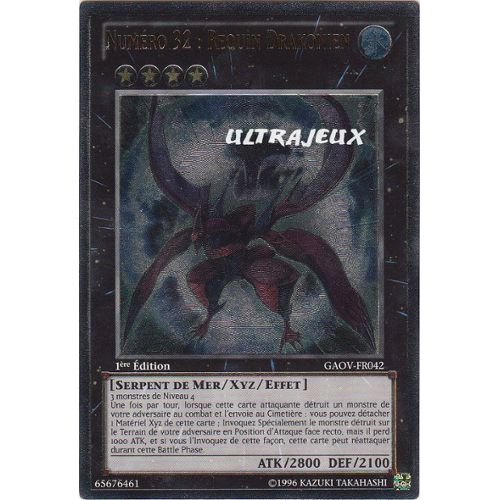 Numéro 32 : Requin Drakonien
ULTRAJEUX
1ère Édition
GAOV-FR042
[Serpent de Mer/Xyz/Effet]
3 monstres de Niveau 4
Une fois par tour, lorsque cette carte attaquante détruit un monstre
de votre adversaire au combat et l'envoie au Cimetière : vous pouvez détacher
1 Matériel Xyz de cette carte ; Invoquez Spécialement le monstre détruit sur
le Terrain de votre adversaire en Position d'Attaque face recto, mais il perd
1000 ATK, et si vous l'Invoquez de cette façon, cette carte peut réattaquer
durant cette Battle Phase.
ATK/2800 DEF/2100
65676461
©1996 KAZUKI TAKAHASHI